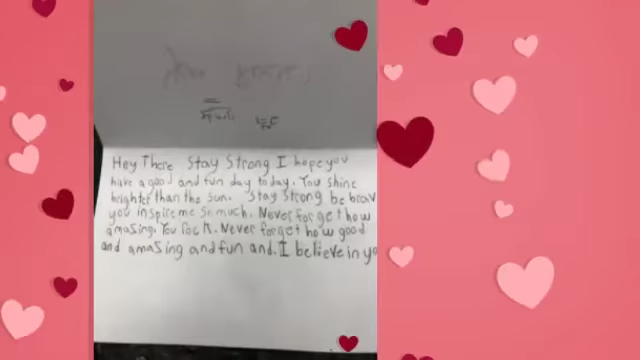 Hey There Stay Strong I hope you
have a good and fun day today. You shine
brighter than the sun. Stay strong be brav
you inspire me so much. Never forget how
amazing. You rock. Never forget how good
and amazing and fun and. I believe in yo